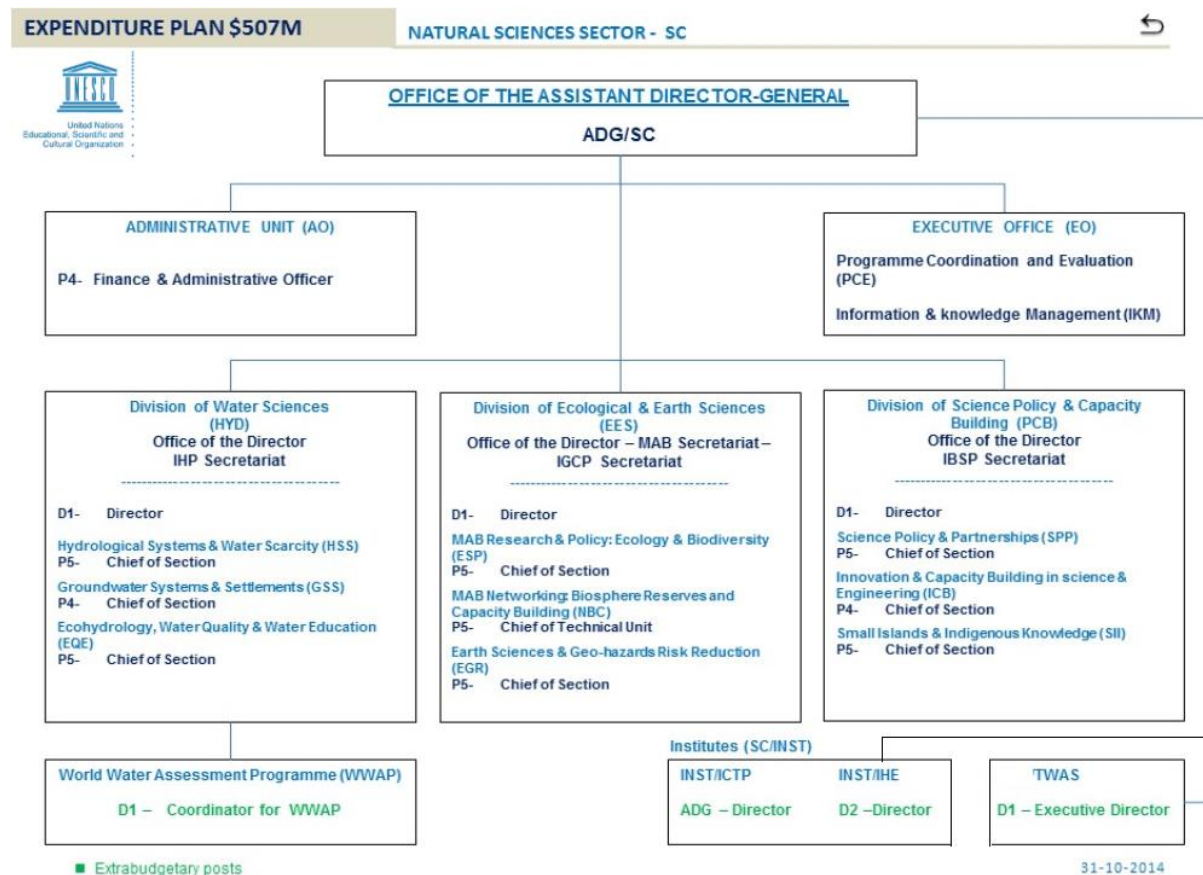 EXPENDITURE PLAN $507M
NATURAL SCIENCES SECTOR - SC
UNESCO
United Nations
Educational, Scientific and
Cultural Organization
OFFICE OF THE ASSISTANT DIRECTOR-GENERAL
ADG/SC
ADMINISTRATIVE UNIT (AO)
P4- Finance & Administrative Officer
EXECUTIVE OFFICE (EO)
Programme Coordination and Evaluation
(PCE)
Information & knowledge Management (IKM)
Division of Water Sciences
(HYD)
Office of the Director
IHP Secretariat
D1- Director
Hydrological Systems & Water Scarcity (HSS)
P5- Chief of Section
Groundwater Systems & Settlements (GSS)
P4- Chief of Section
Ecohydrology, Water Quality & Water Education
(EQE)
P5- Chief of Section
Division of Ecological & Earth Sciences
(EES)
Office of the Director – MAB Secretariat –
IGCP Secretariat
D1- Director
MAB Research & Policy: Ecology & Biodiversity
(ESP)
P5- Chief of Section
MAB Networking: Biosphere Reserves and
Capacity Building (NBC)
P5- Chief of Technical Unit
Earth Sciences & Geo-hazards Risk Reduction
(EGR)
P5- Chief of Section
Division of Science Policy & Capacity
Building (PCB)
Office of the Director
IBSP Secretariat
D1- Director
Science Policy & Partnerships (SPP)
P5- Chief of Section
Innovation & Capacity Building in science &
Engineering (ICB)
P4- Chief of Section
Small Islands & Indigenous Knowledge (SII)
P5- Chief of Section
World Water Assessment Programme (WWAP)
D1 – Coordinator for WWAP
Institutes (SC/INST)
INST/ICTP
ADG – Director
INST/IHE
D2 –Director
TWAS
D1 – Executive Director
Extrabudgetary posts
31-10-2014